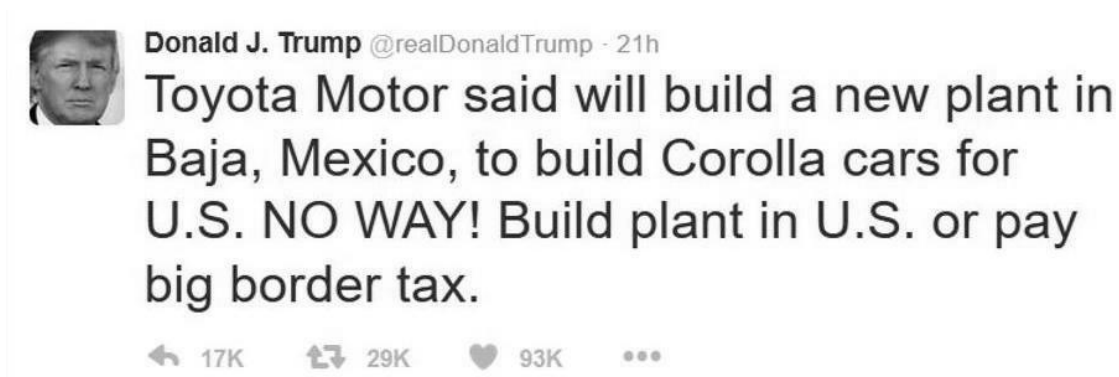 Donald J. Trump @realDonaldTrump · 21h
Toyota Motor said will build a new plant in
Baja, Mexico, to build Corolla cars for
U.S. NO WAY! Build plant in U.S. or pay
big border tax.
17K 29K 93K